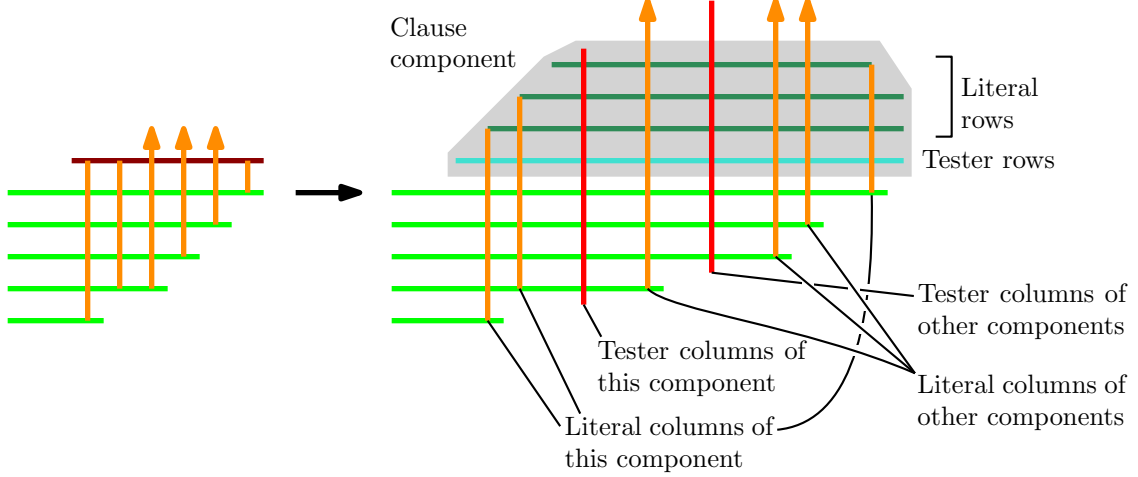 Clause
component
Literal
rows
Tester rows
Tester columns of
other components
Tester columns of
this component
Literal columns of
other components
Literal columns of
this component